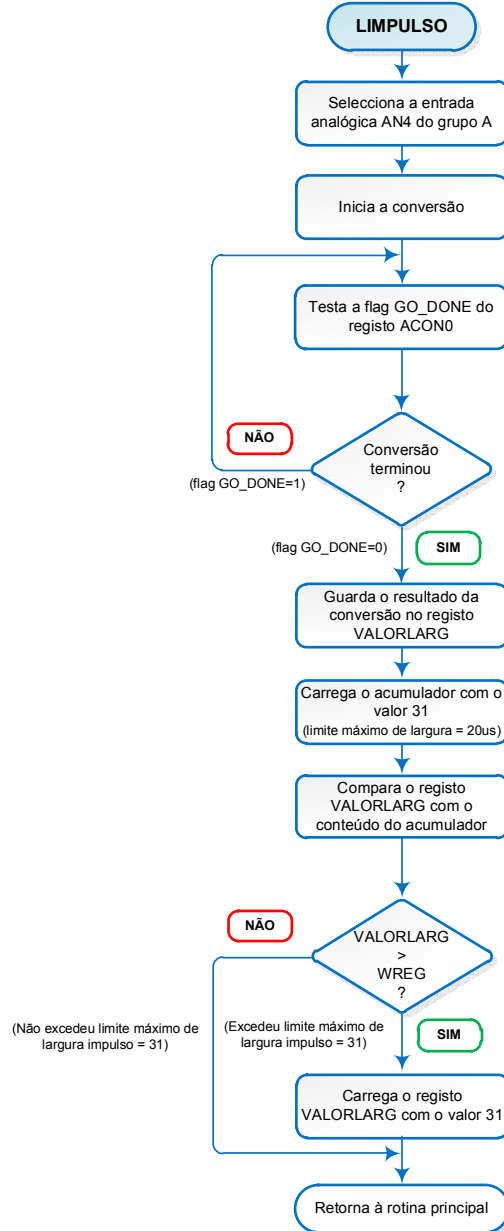 LIMPULSO
Selecciona a entrada
analógica AN4 do grupo A
Inicia a conversão
Testa a flag GO_DONE do
registo ACON0
NÃO
Conversão
terminou
?
(flag GO_DONE=1)
(flag GO_DONE=0)
SIM
Guarda o resultado da
conversão no registo
VALORLARG
Carrega o acumulador com o
valor 31
(limite máximo de largura = 20us)
Compara o registo
VALORLARG com o
conteúdo do acumulador
NÃO
VALORLARG
>
WREG
?
(Não excedeu limite máximo de
largura impulso = 31)
(Excedeu limite máximo de
largura impulso = 31)
SIM
Carrega o registo
VALORLARG com o valor 31
Retorna à rotina principal